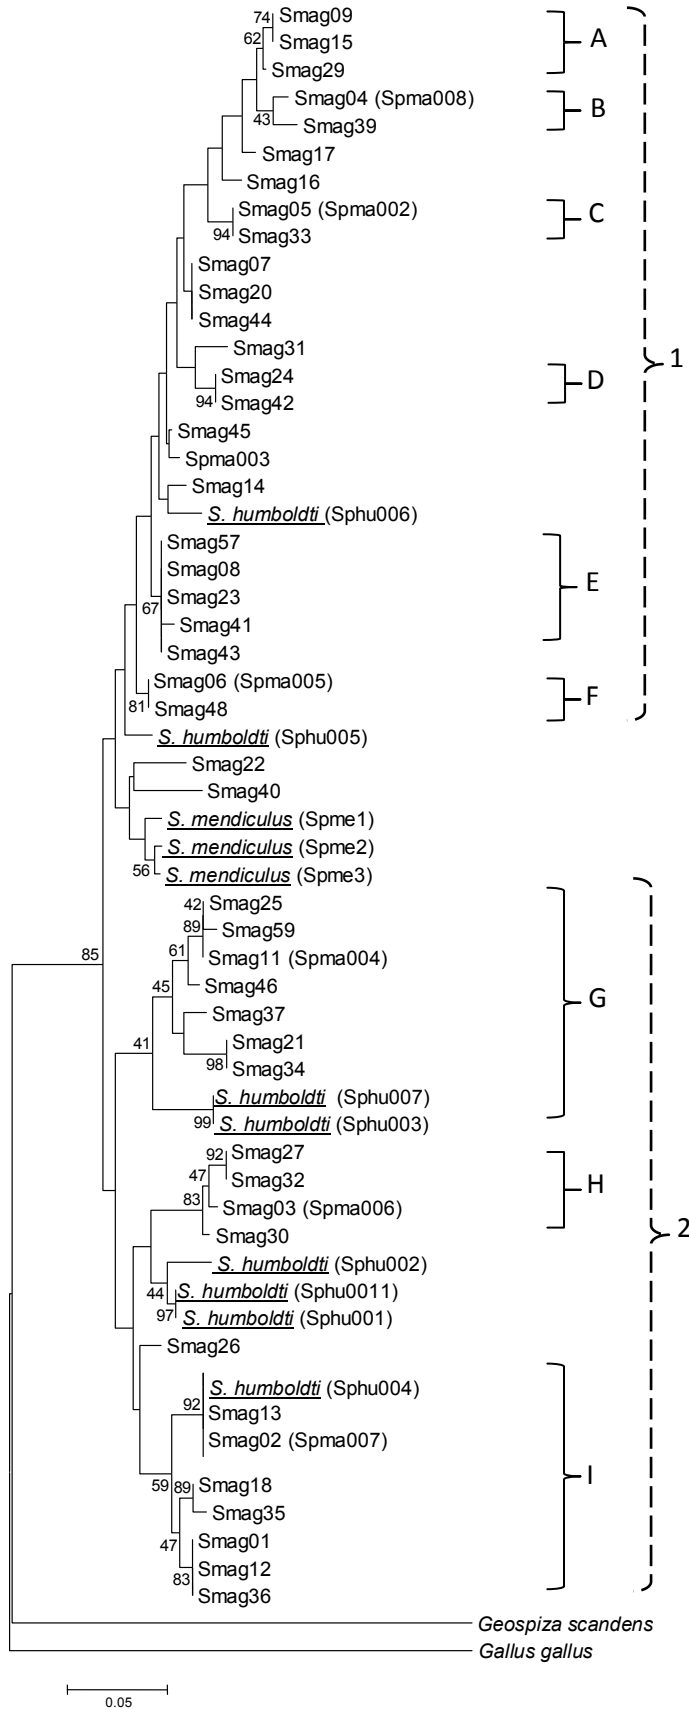 74 Smag09
62 Smag15 A
Smag29
Smag04 (Spma008) B
43 Smag39
Smag17
Smag16
Smag05 (Spma002) C
94 Smag33
Smag07
Smag20
Smag44
Smag31 1
Smag24 D
94 Smag42
Smag45
Spma003
Smag14
S. humboldti (Sphu006)
Smag57
Smag08 E
67 Smag23
Smag41
Smag43
Smag06 (Spma005) F
81 Smag48
S. humboldti (Sphu005)
Smag22
Smag40
S. mendiculus (Spme1)
S. mendiculus (Spme2)
56 S. mendiculus (Spme3)
42 Smag25
89 Smag59
85 61 Smag11 (Spma004)
45 Smag46 G
Smag37
41 Smag21
98 Smag34
S. humboldti (Sphu007)
99 S. humboldti (Sphu003)
92 Smag27
47 Smag32 H
83 Smag03 (Spma006)
Smag30 2
S. humboldti (Sphu002)
44 S. humboldti (Sphu0011)
97 S. humboldti (Sphu001)
Smag26
S. humboldti (Sphu004)
92 Smag13
Smag02 (Spma007)
59 89 Smag18 I
Smag35
47 Smag01
Smag12
83 Smag36
Geospiza scandens
Gallus gallus
0.05